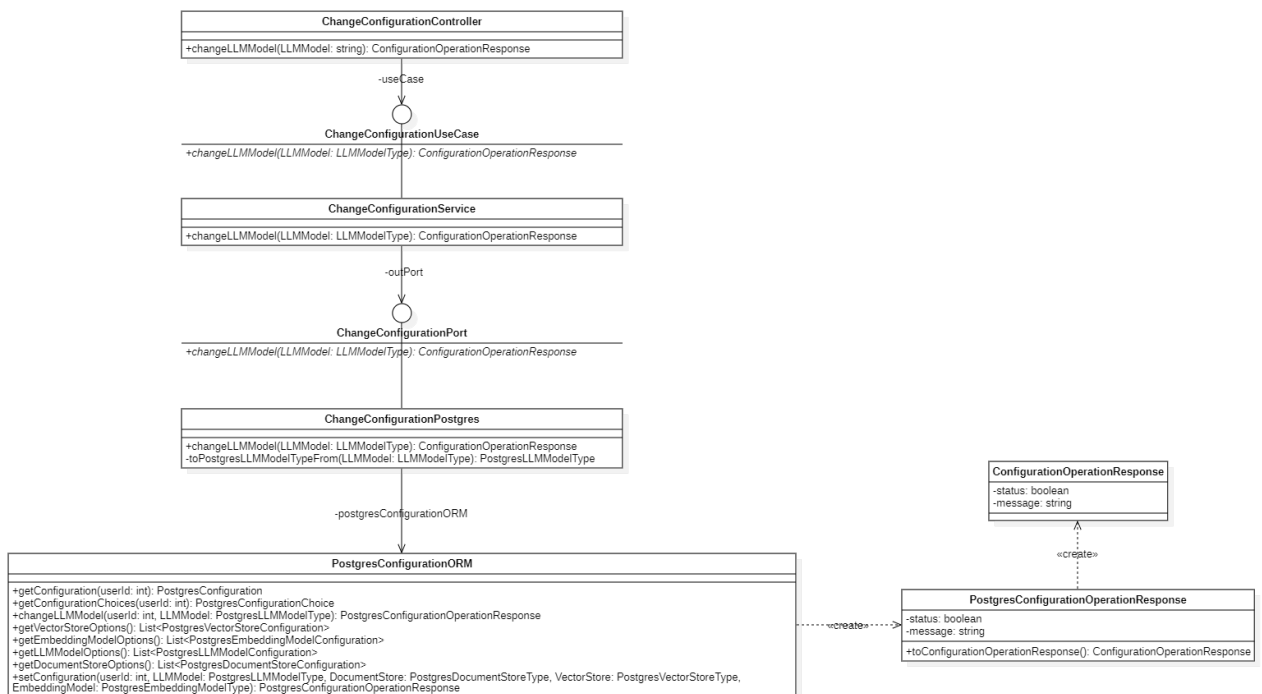 ChangeConfigurationController
+changeLLMModel(LLMModel: string): ConfigurationOperationResponse
-useCase
ChangeConfigurationUseCase
+changeLLMModel(LLMModel: LLMModelType): ConfigurationOperationResponse
ChangeConfigurationService
+changeLLMModel(LLMModel: LLMModelType): ConfigurationOperationResponse
-outPort
ChangeConfigurationPort
+changeLLMModel(LLMModel: LLMModelType): ConfigurationOperationResponse
ChangeConfigurationPostgres
+changeLLMModel(LLMModel: LLMModelType): ConfigurationOperationResponse
-toPostgresLLMModelTypeFrom(LLMModel: LLMModelType): PostgresLLMModelType
-postgresConfigurationORM
PostgresConfigurationORM
+getConfiguration(userId: int): PostgresConfiguration
+getConfigurationChoices(userId: int): PostgresConfigurationChoice
+changeLLMModel(userId: int, LLMModel: PostgresLLMModelType): PostgresConfigurationOperationResponse
+getVectorStoreOptions(): List<PostgresVectorStoreConfiguration>
+getEmbeddingModelOptions(): List<PostgresEmbeddingModelConfiguration>
+getLLMModelOptions(): List<PostgresLLMModelConfiguration>
+getDocumentStoreOptions(): List<PostgresDocumentStoreConfiguration>
+setConfiguration(userId: int, LLMModel: PostgresLLMModelType, DocumentStore: PostgresDocumentStoreType, VectorStore: PostgresVectorStoreType,
EmbeddingModel: PostgresEmbeddingModelType): PostgresConfigurationOperationResponse
«create»
ConfigurationOperationResponse
-status: boolean
-message: string
«create»
PostgresConfigurationOperationResponse
-status: boolean
-message: string
+toConfigurationOperationResponse(): ConfigurationOperationResponse